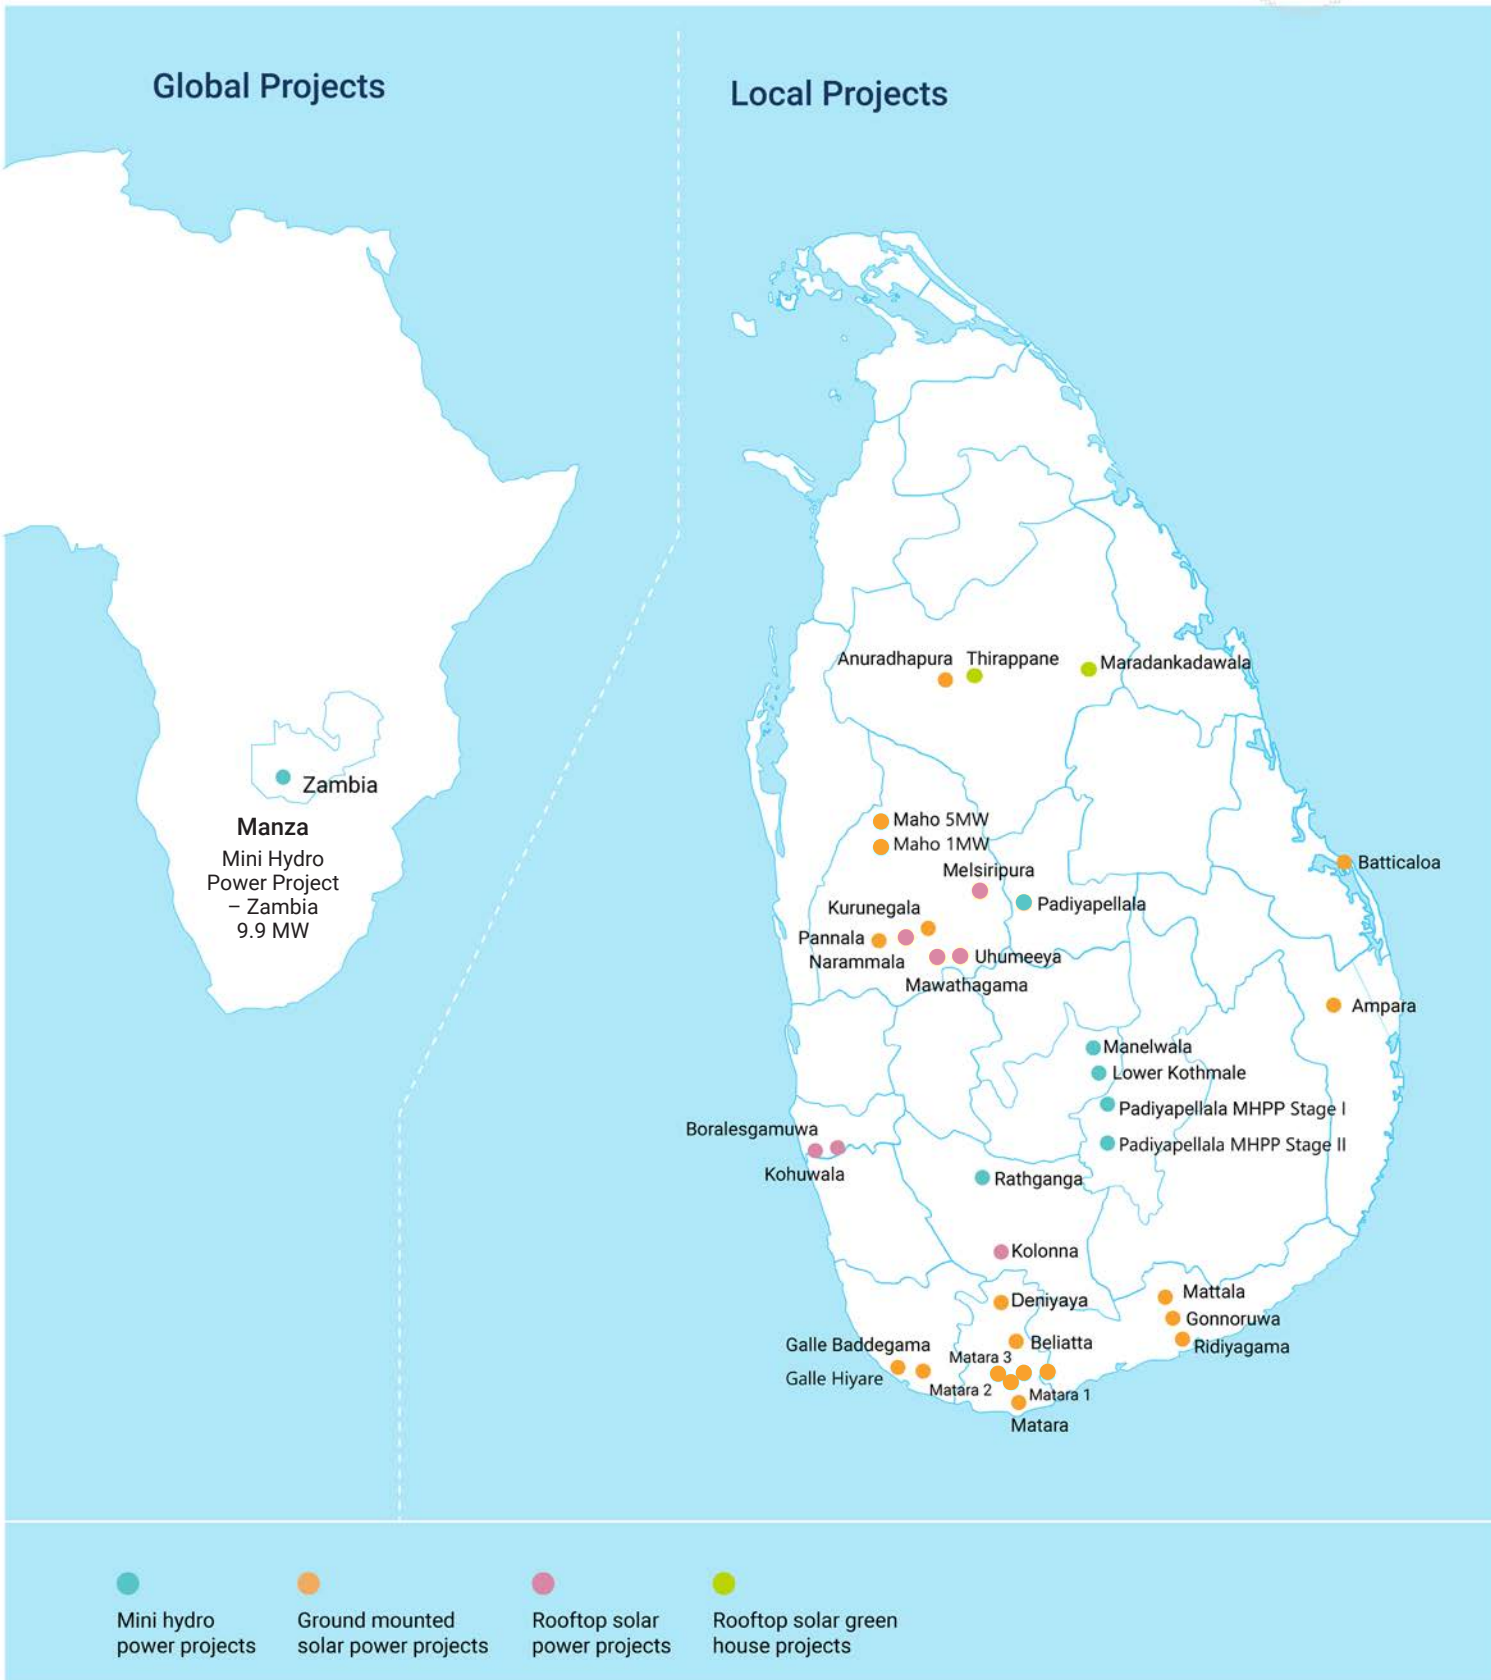 Global Projects
Zambia
Manza
Mini Hydro
Power Project
– Zambia
9.9 MW
Local Projects
Anuradhapura
Thirappane
Maradankadawala
Maho 5MW
Maho 1MW
Melsiripura
Batticaloa
Padiyapellala
Kurunegala
Pannala
Narammala
Uhumeeya
Mawathagama
Ampara
Manelwala
Lower Kothmale
Padiyapellala MHPP Stage I
Boralesgamuwa
Padiyapellala MHPP Stage II
Kohuwala
Rathganga
Kolonna
Mattala
Deniyaya
Gonnoruwa
Galle Baddegama
Beliatta
Ridiyagama
Matara 3
Galle Hiyare
Matara 2
Matara 1
Matara
Mini hydro
power projects
Ground mounted
solar power projects
Rooftop solar
power projects
Rooftop solar green
house projects